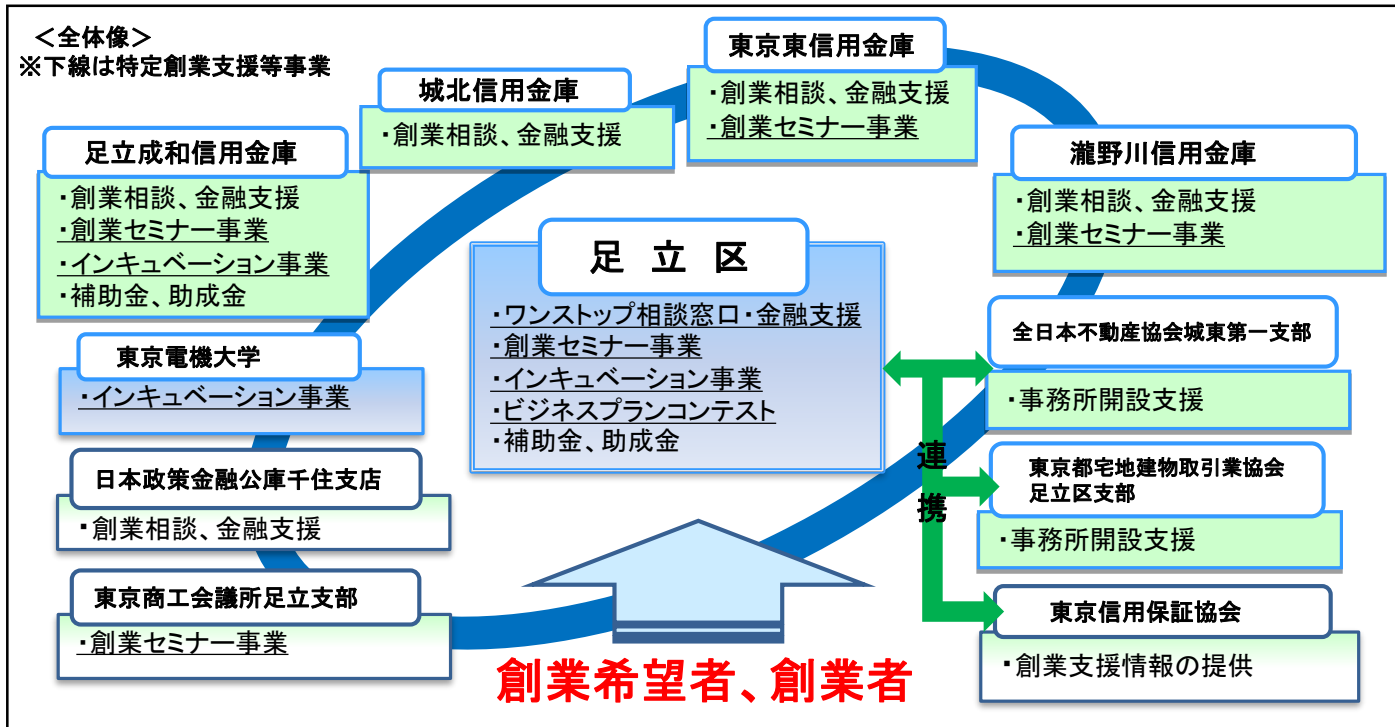 ＜全体像＞
※下線は特定創業支援等事業
東京東信用金庫
・創業相談、金融支援
・創業セミナー事業
城北信用金庫
・創業相談、金融支援
足立成和信用金庫
・創業相談、金融支援
・創業セミナー事業
・インキュベーション事業
・補助金、助成金
瀧野川信用金庫
・創業相談、金融支援
・創業セミナー事業
足立区
・ワンストップ相談窓口・金融支援
・創業セミナー事業
・インキュベーション事業
・ビジネスプランコンテスト
・補助金、助成金
東京電機大学
・インキュベーション事業
全日本不動産協会城東第一支部
・事務所開設支援
連携
日本政策金融公庫千住支店
・創業相談、金融支援
東京都宅地建物取引業協会
足立区支部
・事務所開設支援
東京商工会議所足立支部
・創業セミナー事業
東京信用保証協会
・創業支援情報の提供
創業希望者、創業者